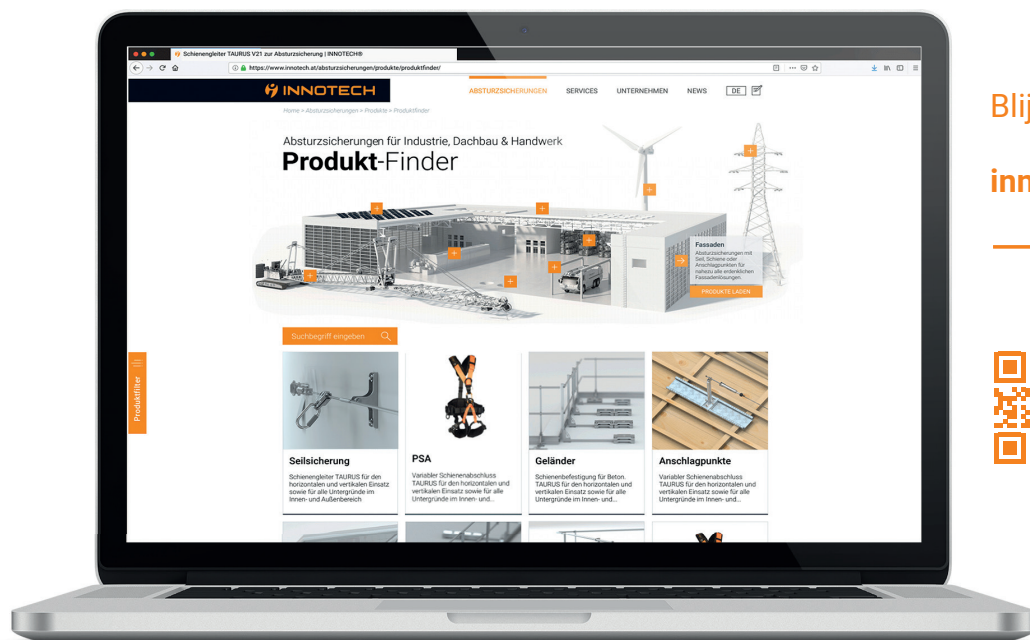 Schienengleiter TAURUS V21 zur Absturzsicherung | INNOTECH®
https://www.innotech.at/absturzsicherungen/produkte/produktfinder/
INNOTECH
ABSTURZSICHERUNGEN SERVICES UNTERNEHMEN NEWS DE
Home > Absturzsicherungen > Produkte > Produktfinder
Absturzsicherungen für Industrie, Dachbau & Handwerk
Produkt-Finder
Fassaden
Absturzsicherungen mit
Seil, Schiene oder
Anschlagpunkten für
nahezu alle erdenklichen
Fassadenlösungen.
PRODUKTE LADEN
Suchbegriff eingeben
Produktfilter
Seilsicherung
Schienengleiter TAURUS für den
horizontalen und vertikalen Einsatz
sowie für alle Untergründe im
Innen- und Außenbereich
PSA
Variabler Schienenabschluss
TAURUS für den horizontalen und
vertikalen Einsatz sowie für alle
Untergründe im Innen- und...
Geländer
Schienenbefestigung für Beton.
TAURUS für den horizontalen und
vertikalen Einsatz sowie für alle
Untergründe im Innen- und...
Anschlagpunkte
Variabler Schienenabschluss
TAURUS für den horizontalen und
vertikalen Einsatz sowie für alle
Untergründe im Innen- und...
Blij
inn